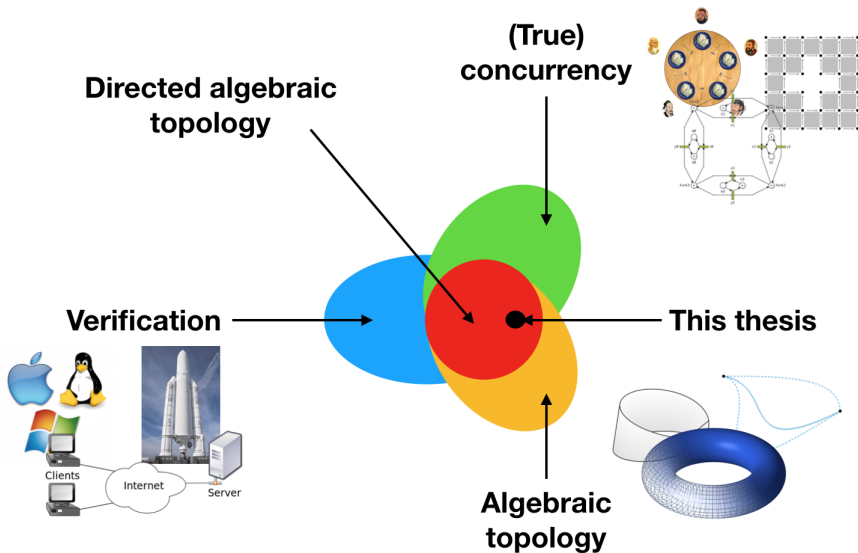 (True)
concurrency
Directed algebraic
topology
Verification
This thesis
Clients
Internet
Server
Algebraic
topology